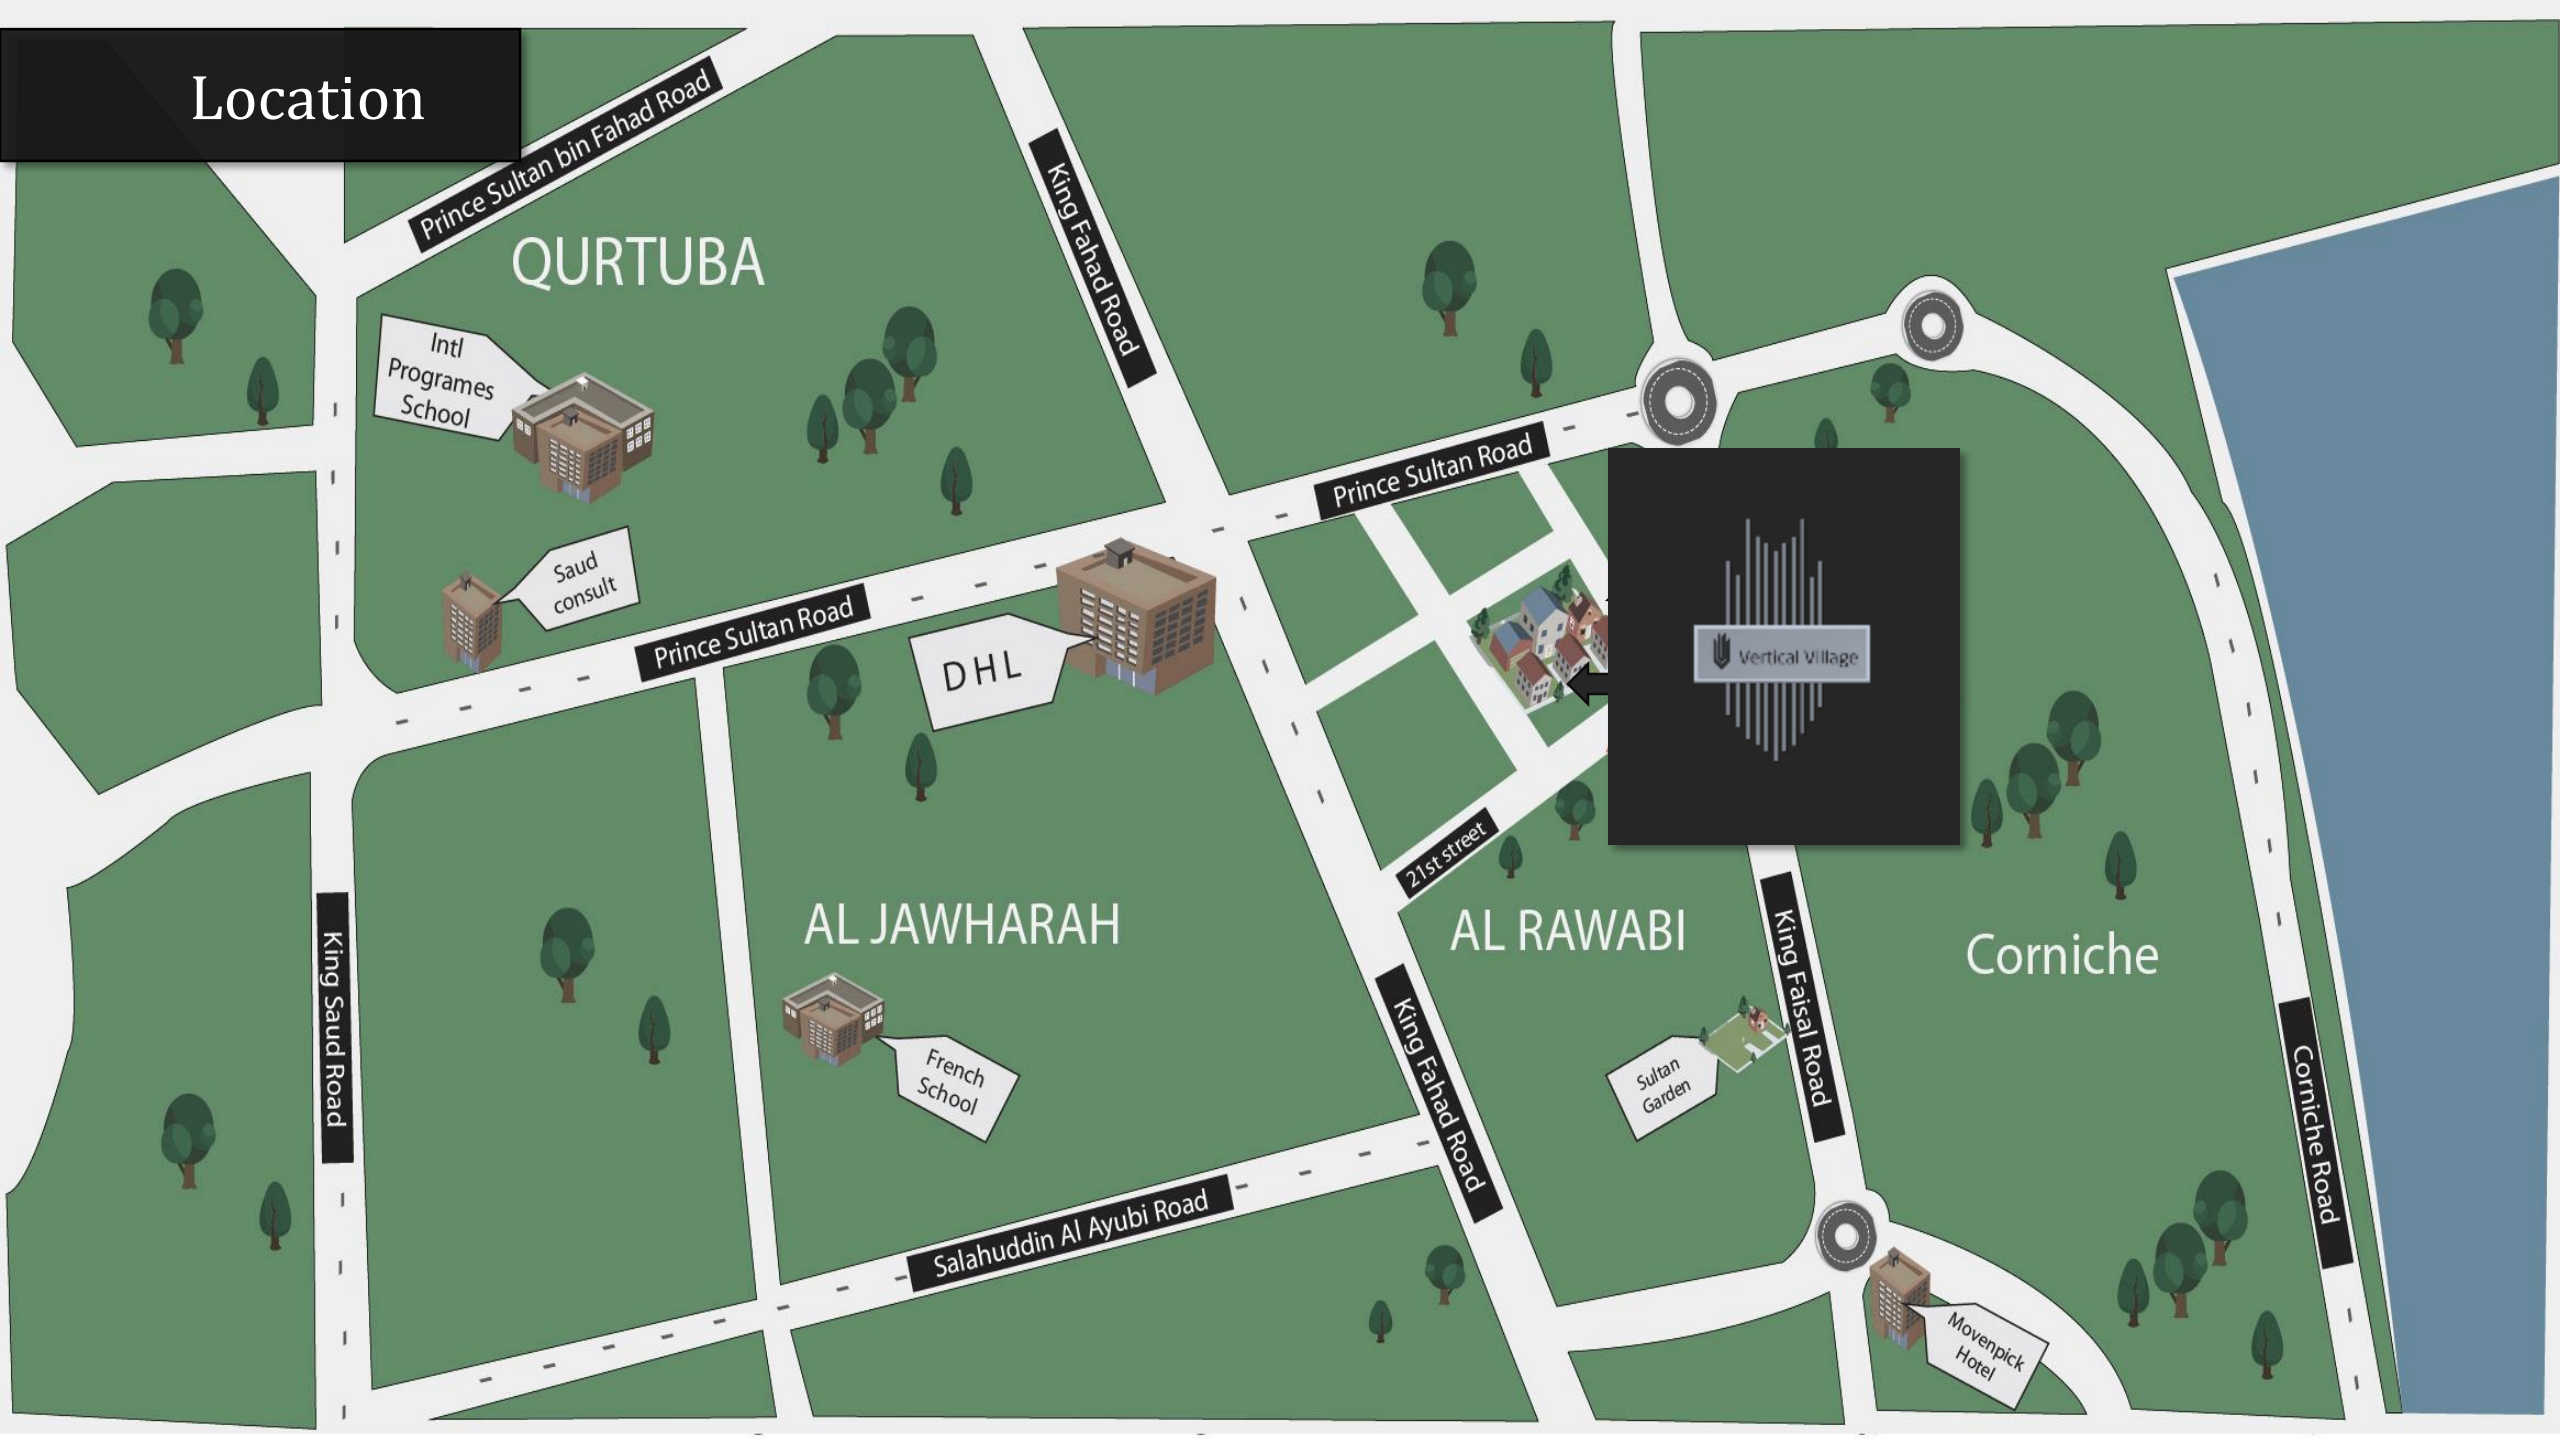 Location
Prince Sultan bin Fahad Road
QURTUBA
King Fahad Road
Intl
Programes
School
Prince Sultan Road
Saud
consult
Prince Sultan Road
DHL
Vertical Village
21st street
AL JAWHARAH
AL RAWABI
Corniche
King Saud Road
King Faisal Road
King Fahad Road
French
School
Sultan
Garden
Corniche Road
Salahuddin Al Ayubi Road
Movenpick
Hotel